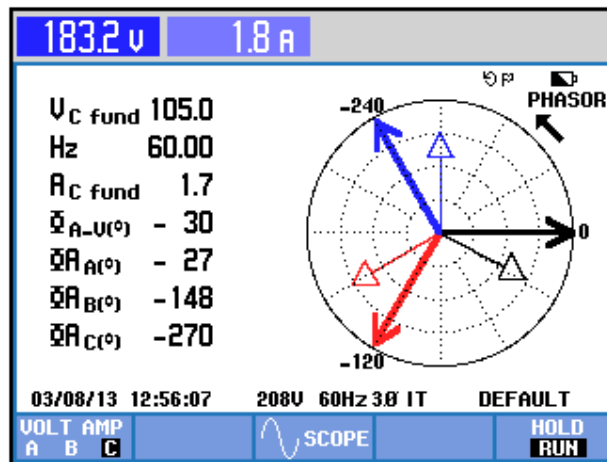 183.2 V 1.8 A
PHASOR
V C fund 105.0
Hz 60.00
A C fund 1.7
Φ A-V(°) - 30
ΦA A(°) - 27
ΦA B(°) -148
ΦA C(°) -270
-240
0
-120
03/08/13 12:56:07 208V 60Hz 3Ø IT DEFAULT
VOLT AMP
A B C
SCOPE
HOLD
RUN